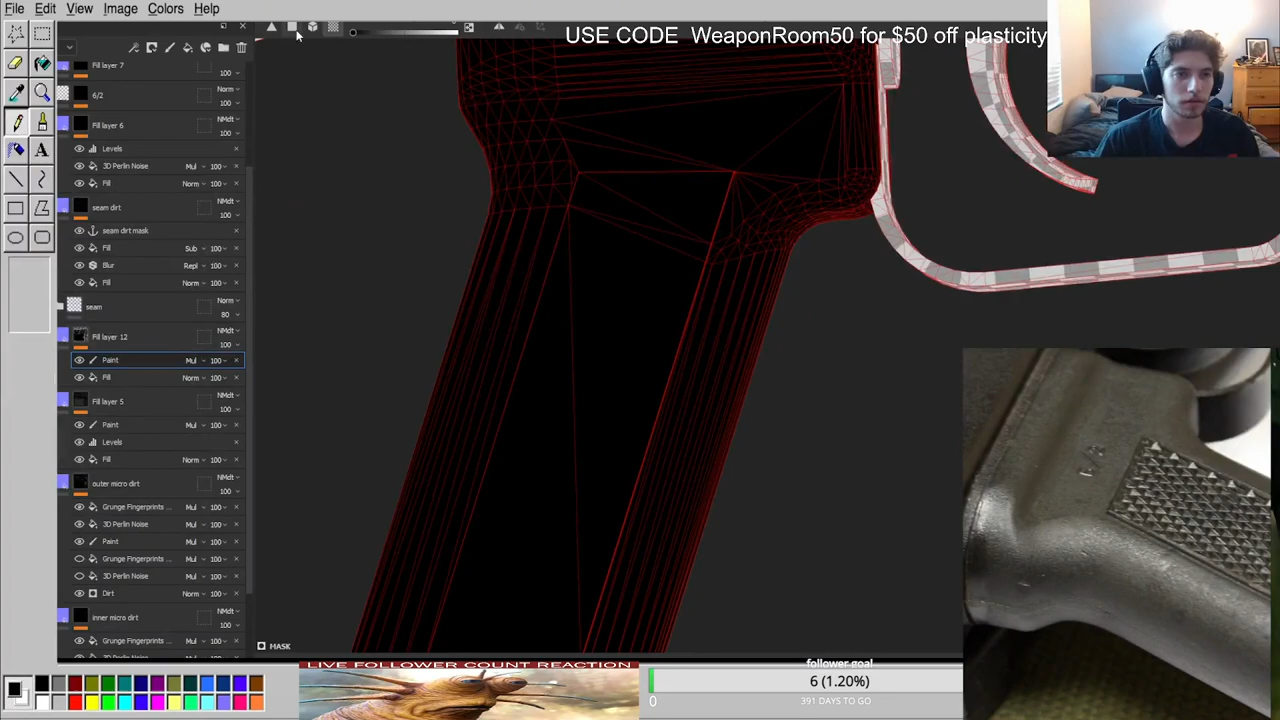 File Edit View Image Colors Help
USE CODE WeaponRoom50 for $50 off plasticity
Fill layer 7
100
6/2 Norm
100
Fill layer 6 NMdt
100
Levels
3D Perlin Noise Mul 100
Fill Norm 100
seam dirt NMdt
100
seam dirt mask
Fill Sub 100
Blur Repl 100
Fill Norm 100
seam Norm
80
Fill layer 12 NMdt
100
Paint Mul 100
Fill Norm 100
Fill layer 5 NMdt
100
Paint Mul 100
Levels
Fill Norm 100
outer micro dirt NMdt
100
Grunge Fingerprints ... Mul 100
3D Perlin Noise Mul 100
Paint Mul 100
Grunge Fingerprints ... Mul 100
3D Perlin Noise Mul 100
Dirt Norm 100
inner micro dirt NMdt
100
Grunge Fingerprints ... Mul 100
MASK
LIVE FOLLOWER COUNT REACTION
follower goal
6 (1.20%)
0
391 DAYS TO GO